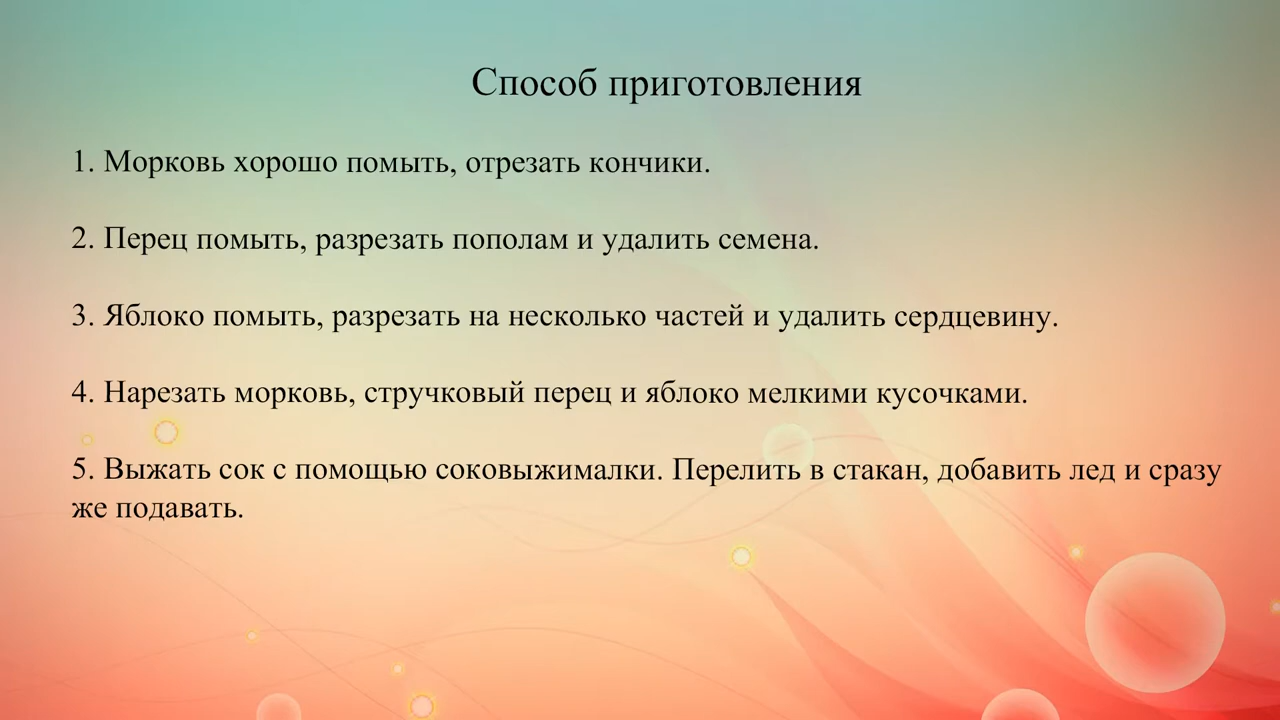 Способ приготовления
1. Морковь хорошо помыть, отрезать кончики.
2. Перец помыть, разрезать пополам и удалить семена.
3. Яблоко помыть, разрезать на несколько частей и удалить сердцевину.
4. Нарезать морковь, стручковый перец и яблоко мелкими кусочками.
5. Выжать сок с помощью соковыжималки. Перелить в стакан, добавить лед и сразу
же подавать.